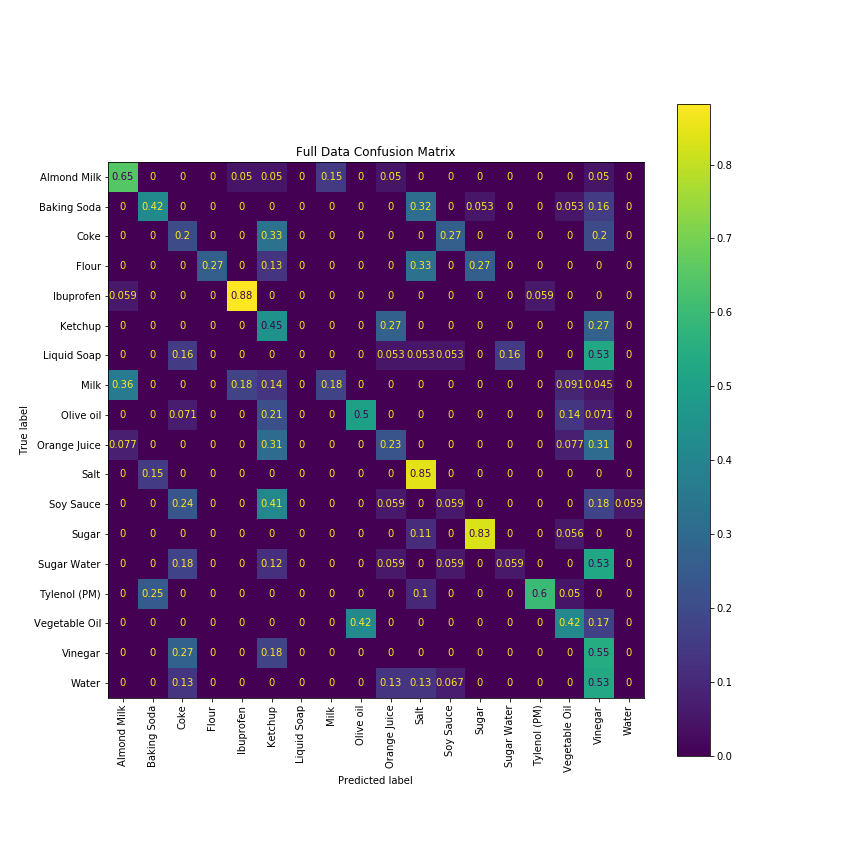 Full Data Confusion Matrix
Almond Milk 0.65 0 0 0 0.05 0.05 0 0.15 0 0.05 0 0 0 0 0 0 0.05 0
Baking Soda 0 0.42 0 0 0 0 0 0 0 0 0.32 0 0.053 0 0 0.053 0.16 0
Coke 0 0 0.2 0 0 0.33 0 0 0 0 0 0.27 0 0 0 0 0.2 0
Flour 0 0 0 0.27 0 0.13 0 0 0 0 0.33 0 0.27 0 0 0 0 0
Ibuprofen 0.059 0 0 0 0.88 0 0 0 0 0 0 0 0 0 0.059 0 0 0
Ketchup 0 0 0 0 0 0.45 0 0 0 0.27 0 0 0 0 0 0 0.27 0
Liquid Soap 0 0 0.16 0 0 0 0 0 0 0.053 0.053 0.053 0 0.16 0 0 0.53 0
Milk 0.36 0 0 0 0.18 0.14 0 0.18 0 0 0 0 0 0 0 0.091 0.045 0
Olive oil 0 0 0.071 0 0 0.21 0 0 0.5 0 0 0 0 0 0 0.14 0.071 0
Orange Juice 0.077 0 0 0 0 0.31 0 0 0 0.23 0 0 0 0 0 0.077 0.31 0
Salt 0 0.15 0 0 0 0 0 0 0 0 0.85 0 0 0 0 0 0 0
Soy Sauce 0 0 0.24 0 0 0.41 0 0 0 0.059 0 0.059 0 0 0 0 0.18 0.059
Sugar 0 0 0 0 0 0 0 0 0 0 0.11 0 0.83 0 0 0.056 0 0
Sugar Water 0 0 0.18 0 0 0.12 0 0 0 0.059 0 0.059 0 0.059 0 0 0.53 0
Tylenol (PM) 0 0.25 0 0 0 0 0 0 0 0 0.1 0 0 0 0.6 0.05 0 0
Vegetable Oil 0 0 0 0 0 0 0 0 0.42 0 0 0 0 0 0 0.42 0.17 0
Vinegar 0 0 0.27 0 0 0.18 0 0 0 0 0 0 0 0 0 0 0.55 0
Water 0 0 0.13 0 0 0 0 0 0 0.13 0.13 0.067 0 0 0 0 0.53 0
True label
Almond Milk
Baking Soda
Coke
Flour
Ibuprofen
Ketchup
Liquid Soap
Milk
Olive oil
Orange Juice
Salt
Soy Sauce
Sugar
Sugar Water
Tylenol (PM)
Vegetable Oil
Vinegar
Water
Predicted label
0.8
0.7
0.6
0.5
0.4
0.3
0.2
0.1
0.0